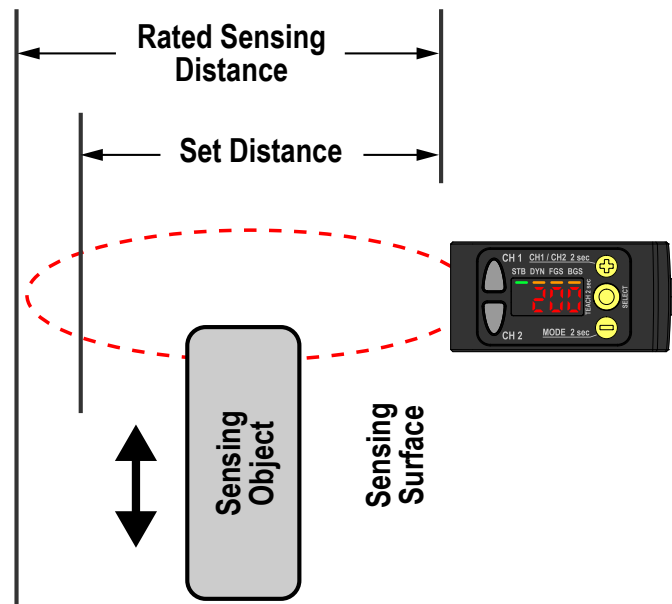 Rated Sensing
Distance
Set Distance
CH 1
CH1 / CH2 2 sec
STB DYN FGS BGS
200
TEACH 2 sec
SELECT
CH 2
MODE 2 sec
Sensing
Object
Sensing
Surface